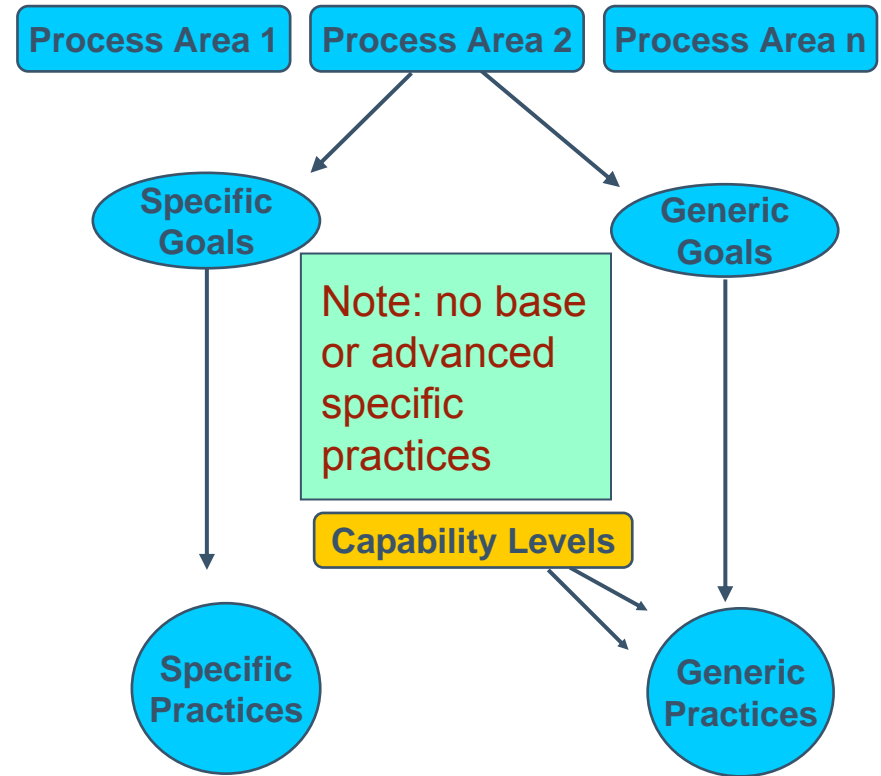 Process Area 1
Process Area 2
Process Area n
Specific
Goals
Generic
Goals
Note: no base
or advanced
specific
practices
Capability Levels
Specific
Practices
Generic
Practices